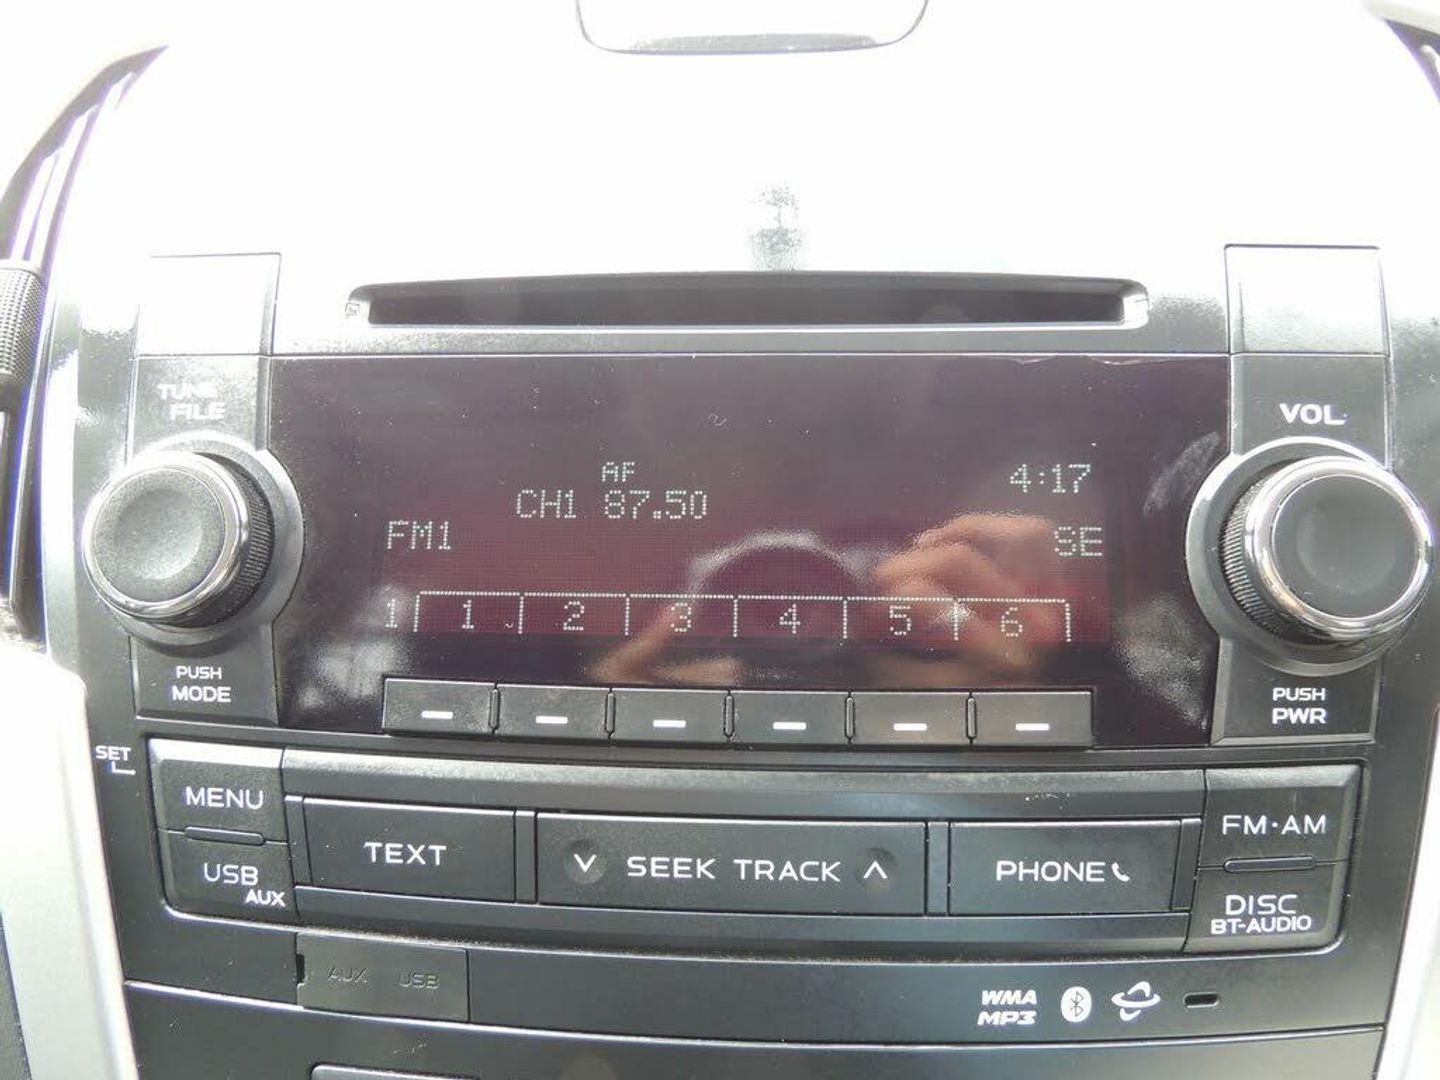 TUNE
FILE
VOL
AF
4:17
CH1 87.50
FM1
SE
1 1 2 3 4 5 6
PUSH
MODE
PUSH
PWR
SET
MENU
FM·AM
TEXT
SEEK TRACK
PHONE
USB
AUX
DISC
BT-AUDIO
AUX USB
WMA
MP3